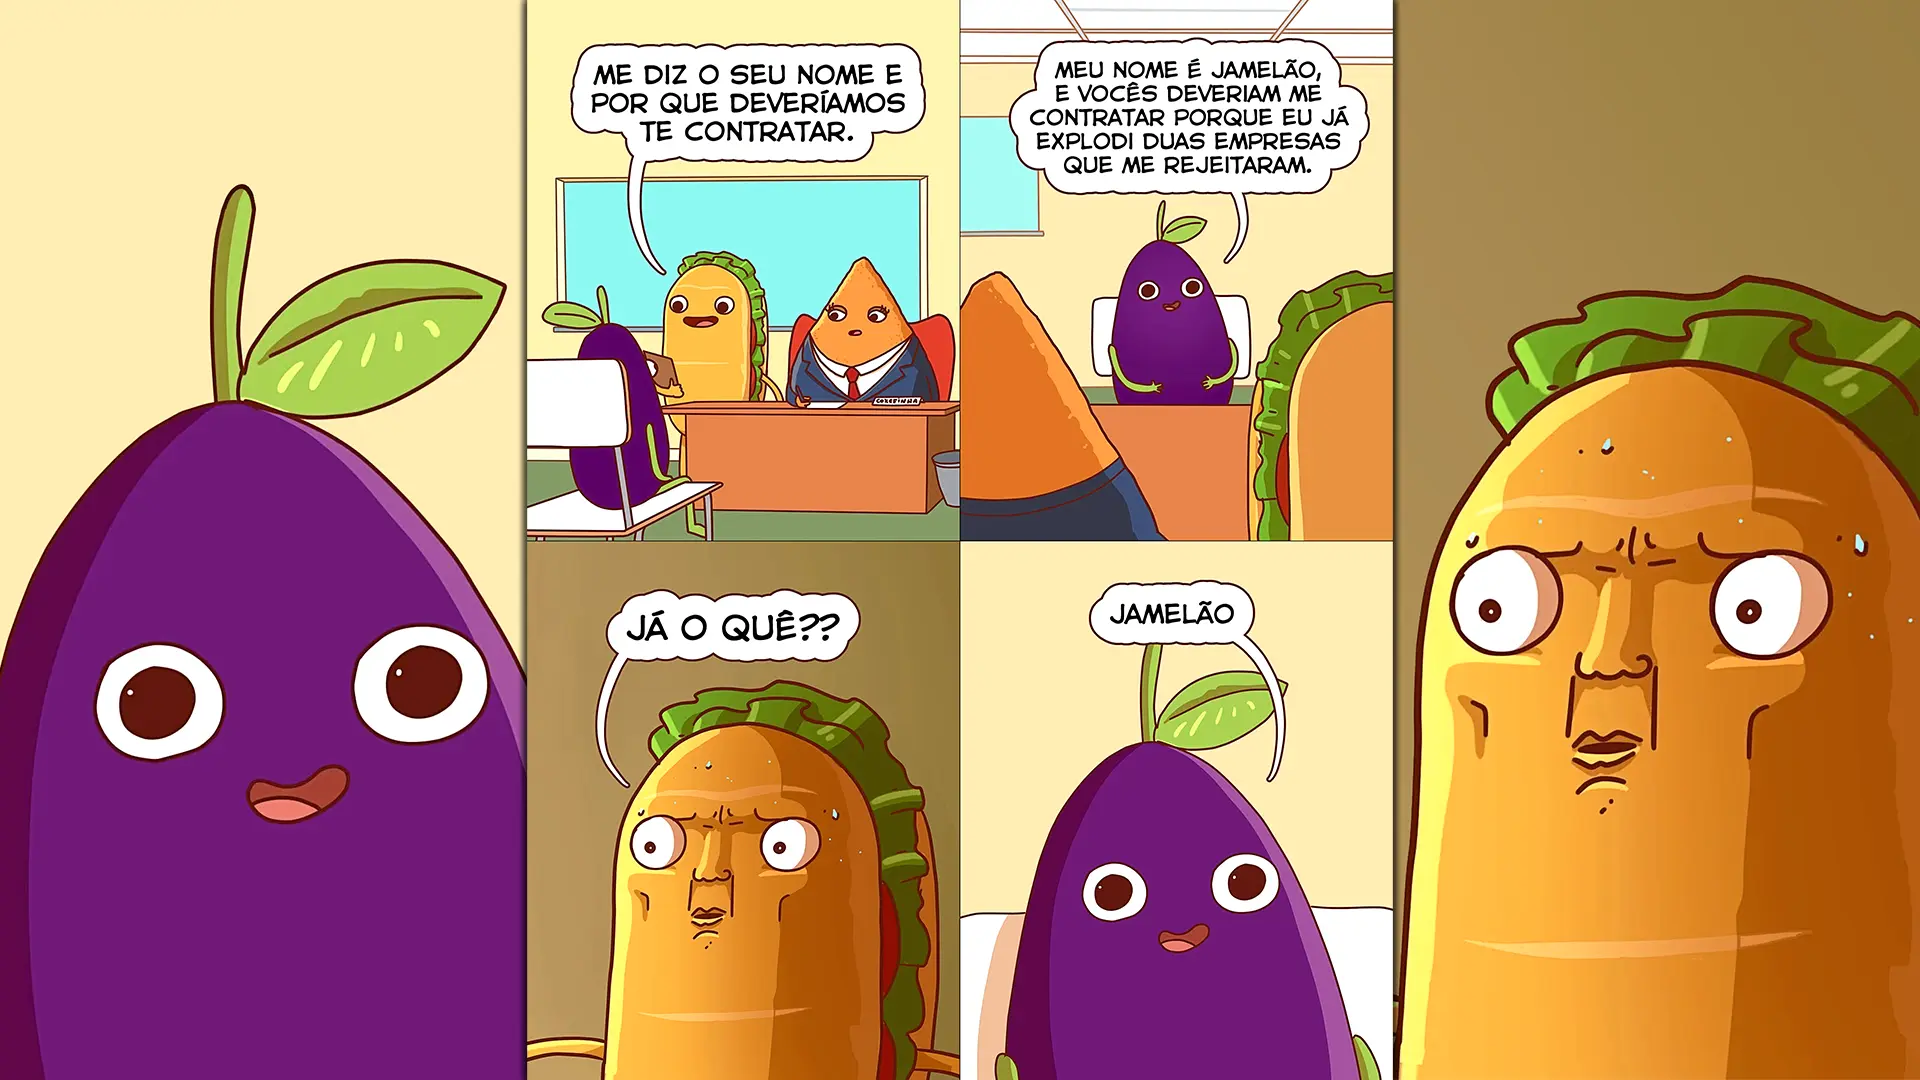 ME DIZ O SEU NOME E
POR QUE DEVERÍAMOS
TE CONTRATAR.
COXEFINHA
MEU NOME É JAMELÃO,
E VOCÊS DEVERIAM ME
CONTRATAR PORQUE EU JÁ
EXPLODI DUAS EMPRESAS
QUE ME REJEITARAM.
JÁ O QUÊ??
JAMELÃO